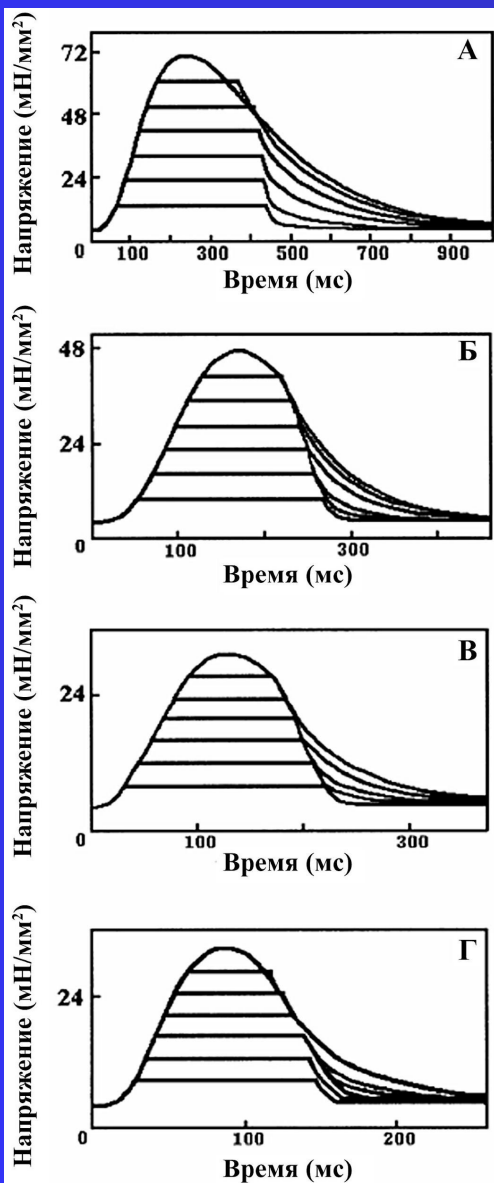 Напряжение (мН/мм²)
А
72
48
24
0
100 300 500 700 900
Время (мс)
Напряжение (мН/мм²)
Б
48
24
0
100 300
Время (мс)
Напряжение (мН/мм²)
В
24
0
100 300
Время (мс)
Напряжение (мН/мм²)
Г
24
0 100 200
Время (мс)